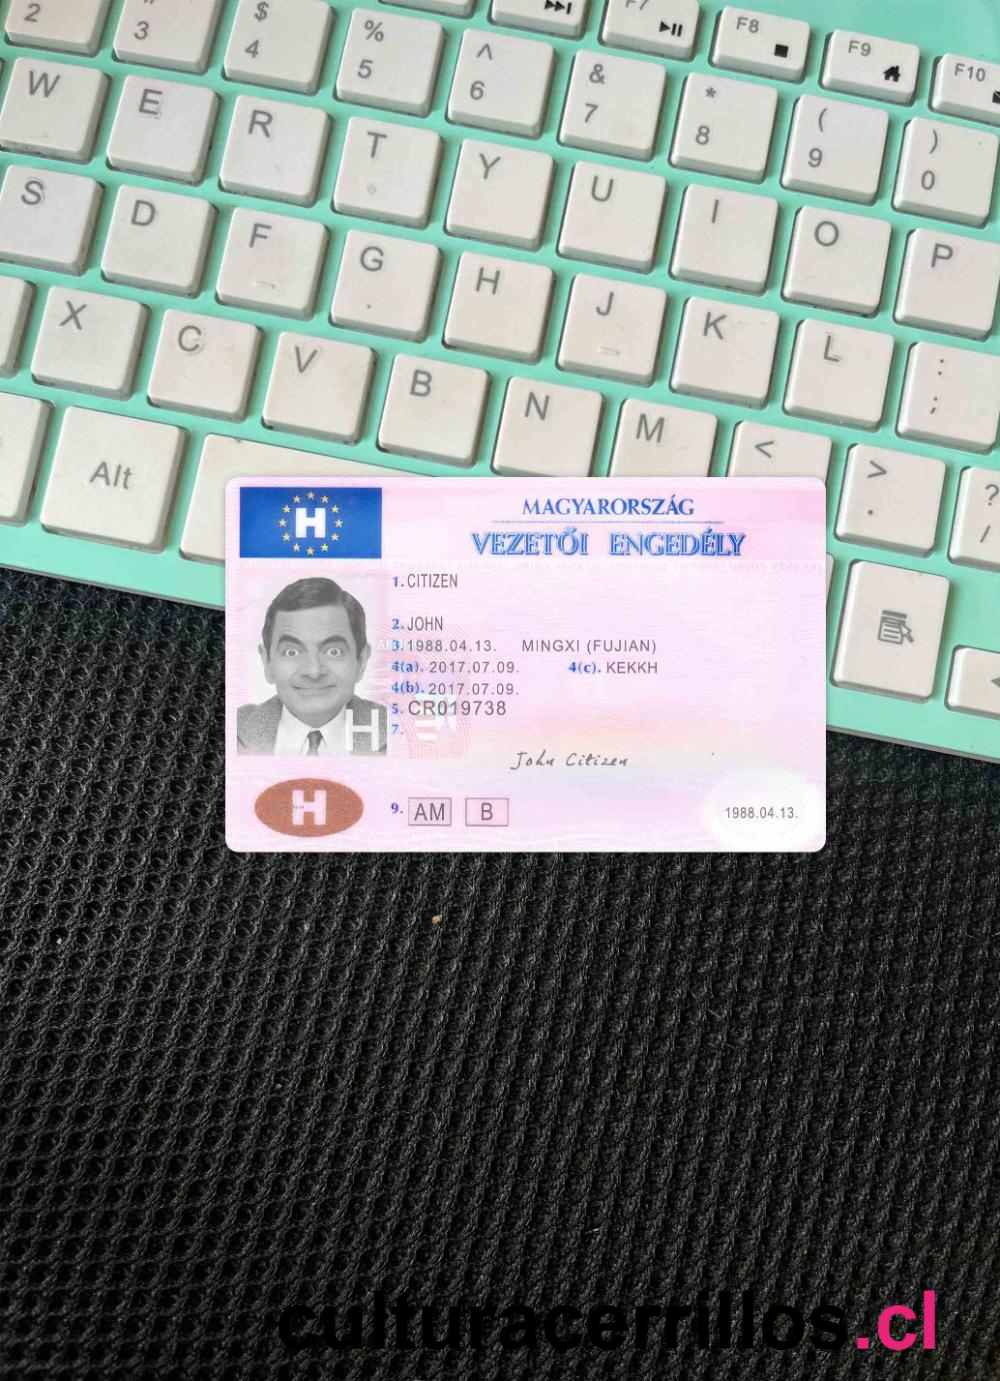 2 # 3 $ 4 % 5 ^ 6 & 7 * 8 ( 9 ) 0
F7 F8 F9 F10
W E R T Y U I O P
S D F G H J K L : ;
X C V B N M < > . ? /
Alt
H
MAGYARORSZÁG
VEZETŐI ENGEDÉLY
1. CITIZEN
2. JOHN
3. 1988.04.13. MINGXI (FUJIAN)
4(a). 2017.07.09. 4(c). KEKKH
4(b). 2017.07.09.
5. CR019738
7.
H
John Citizen
H
9. AM B
1988.04.13.
culturacerrillos.cl